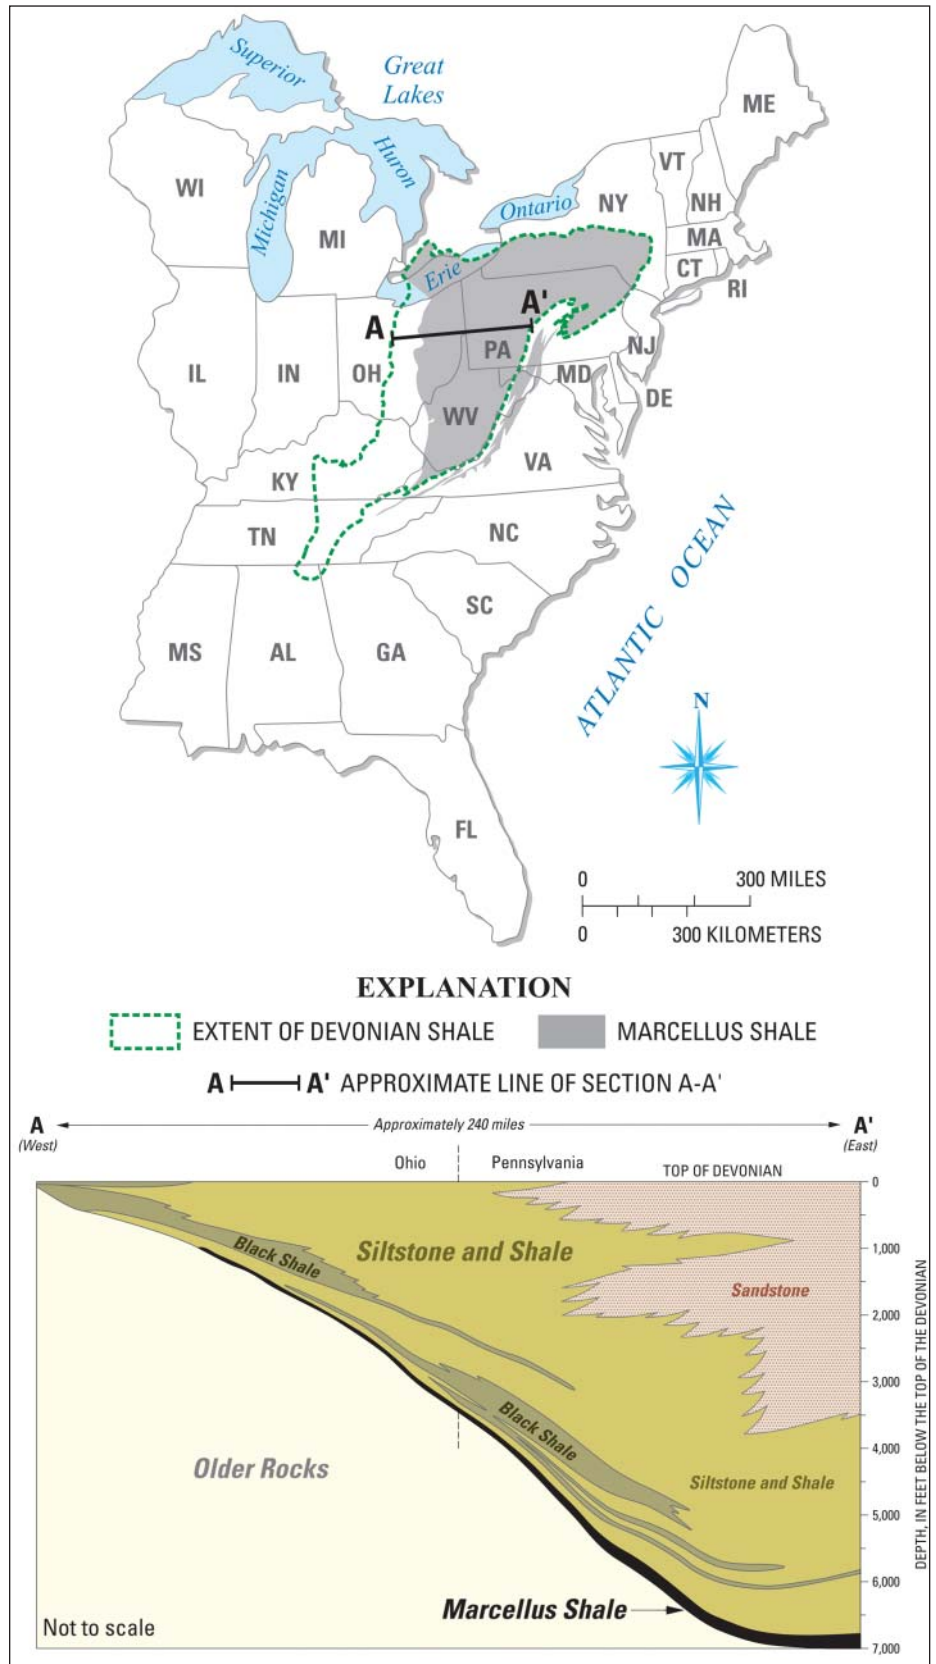 Superior
Great
Lakes
Huron
Michigan
Ontario
Erie
ME
VT
NH
NY
MA
CT
RI
WI
MI
A'
A
PA
NJ
IL
IN
OH
MD
DE
WV
VA
KY
TN
NC
SC
MS
AL
GA
FL
ATLANTIC OCEAN
N
0 300 MILES
0 300 KILOMETERS
EXPLANATION
EXTENT OF DEVONIAN SHALE
MARCELLUS SHALE
A A' APPROXIMATE LINE OF SECTION A-A'
A Approximately 240 miles A'
(West) (East)
Ohio Pennsylvania TOP OF DEVONIAN
0
1,000
2,000
3,000
4,000
5,000
6,000
7,000
DEPTH, IN FEET BELOW THE TOP OF THE DEVONIAN
Black Shale
Siltstone and Shale
Sandstone
Black Shale
Older Rocks
Siltstone and Shale
Marcellus Shale
Not to scale